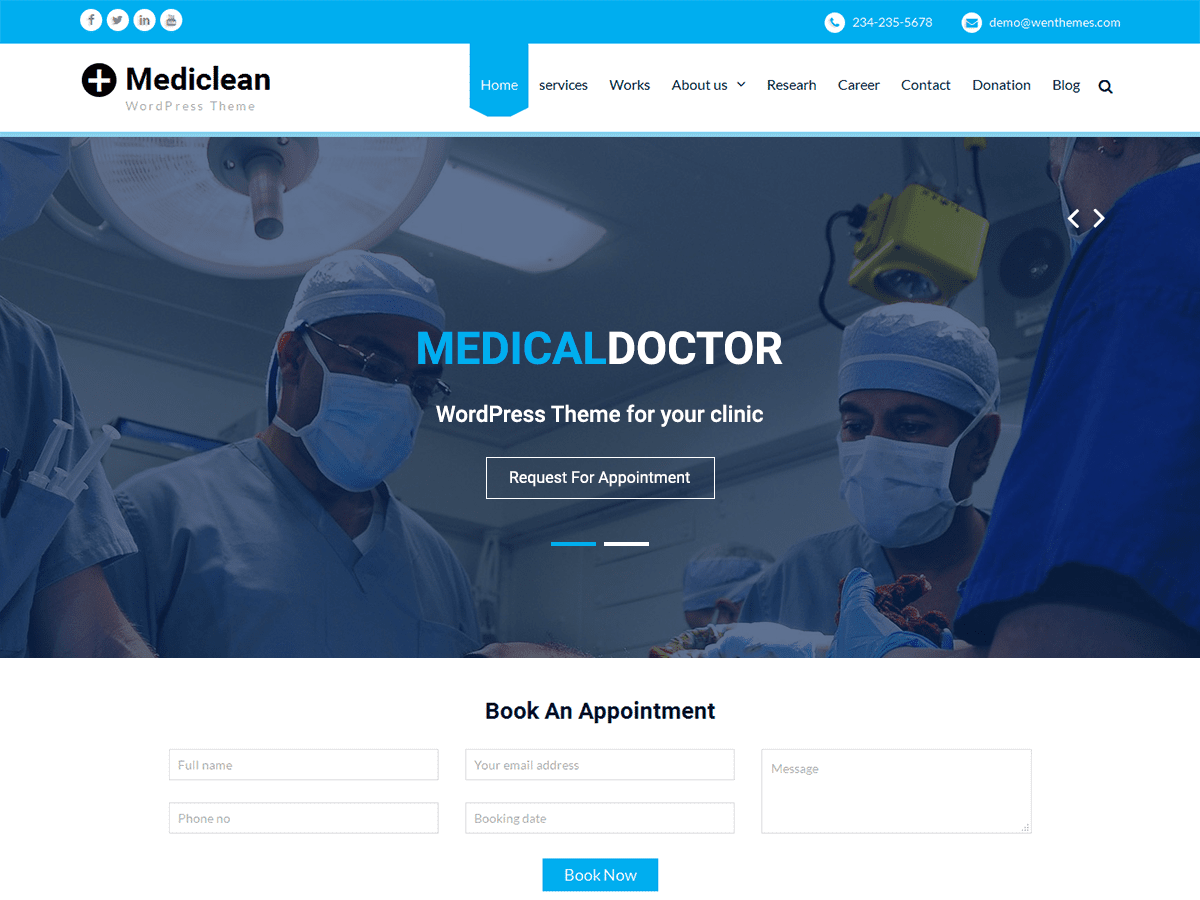 234-235-5678 demo@wenthemes.com
Mediclean
WordPress Theme
Home services Works About us Researh Career Contact Donation Blog
MEDICALDOCTOR
WordPress Theme for your clinic
Request For Appointment
Book An Appointment
Full name Your email address Message
Phone no Booking date
Book Now